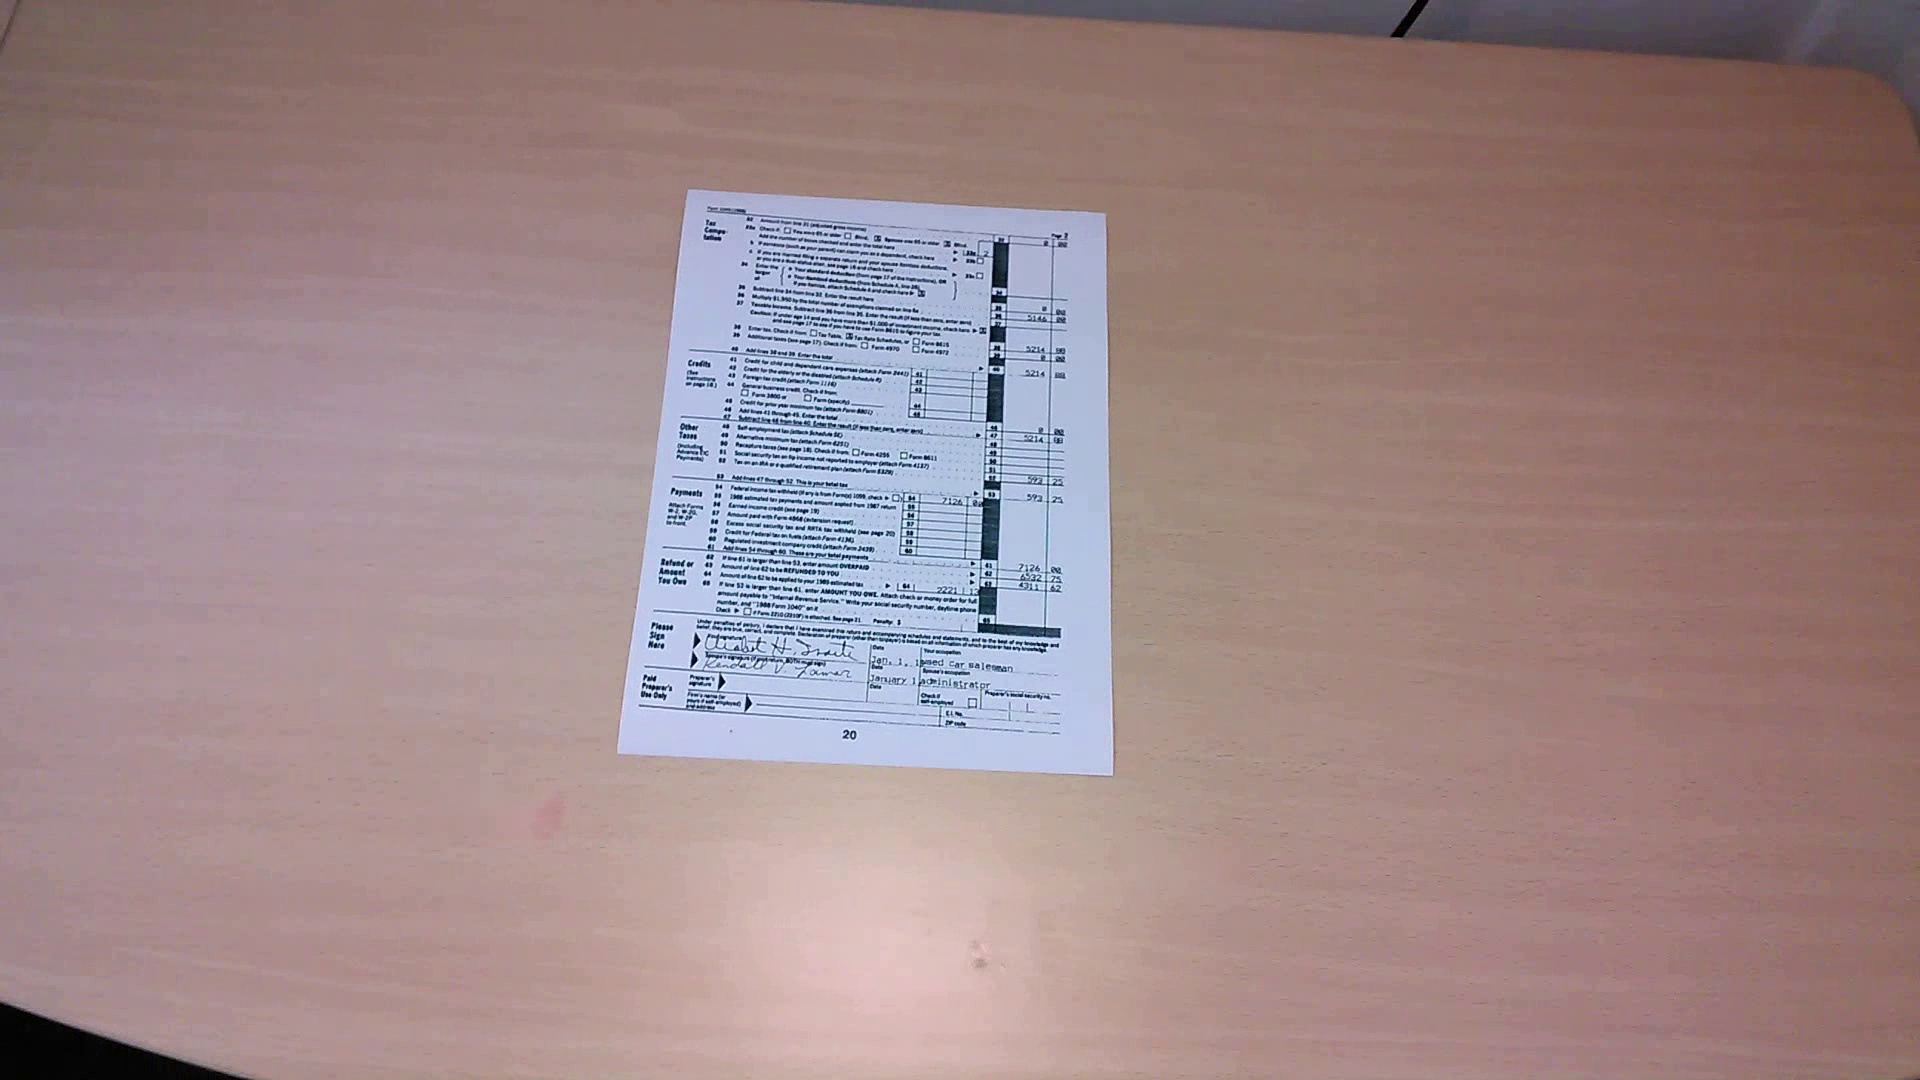 Form 1040 (1988) Page 2
Tax Compu-tation
32 Amount from line 31 (adjusted gross income) 32 0 00
33a Check if: You were 65 or older Blind; X Spouse was 65 or older X Blind.
Add the number of boxes checked and enter the total here 33a 2
b If someone (such as your parent) can claim you as a dependent, check here 33b
c If you are married filing a separate return and your spouse itemizes deductions,
or you are a dual-status alien, see page 16 and check here 33c
34 Enter the larger of: Your standard deduction (from page 17 of the Instructions), OR
Your itemized deductions (from Schedule A, line 26).
If you itemize, attach Schedule A and check here X 34
35 Subtract line 34 from line 32. Enter the result here 35 0 00
36 Multiply $1,950 by the total number of exemptions claimed on line 6e 36 5146 00
37 Taxable income. Subtract line 36 from line 35. Enter the result (if less than zero, enter zero) 37
Caution: If under age 14 and you have more than $1,000 of investment income, check here X
and see page 17 to see if you have to use Form 8615 to figure your tax.
38 Enter tax. Check if from: Tax Table, X Tax Rate Schedules, or Form 8615 38 5214 88
39 Additional taxes (see page 17). Check if from: Form 4970 Form 4972 39 0 00
40 Add lines 38 and 39. Enter the total 40 5214 88
Credits
(See Instructions on page 18.)
41 Credit for child and dependent care expenses (attach Form 2441) 41
42 Credit for the elderly or the disabled (attach Schedule R) 42
43 Foreign tax credit (attach Form 1116) 43
44 General business credit. Check if from:
Form 3800 or Form (specify) 44
45 Credit for prior year minimum tax (attach Form 8801) 45
46 Add lines 41 through 45. Enter the total 46 0 00
47 Subtract line 46 from line 40. Enter the result (if less than zero, enter zero) 47 5214 88
Other Taxes
(Including Advance EIC Payments)
48 Self-employment tax (attach Schedule SE) 48
49 Alternative minimum tax (attach Form 6251) 49
50 Recapture taxes (see page 18). Check if from: Form 4255 Form 8611 50
51 Social security tax on tip income not reported to employer (attach Form 4137) 51
52 Tax on an IRA or a qualified retirement plan (attach Form 5329) 52 593 25
53 Add lines 47 through 52. This is your total tax 53 593 25
Payments
Attach Forms W-2, W-2G, and W-2P to front.
54 Federal income tax withheld (if any is from Form(s) 1099, check ) 54 7126 00
55 1988 estimated tax payments and amount applied from 1987 return 55
56 Earned income credit (see page 19) 56
57 Amount paid with Form 4868 (extension request) 57
58 Excess social security tax and RRTA tax withheld (see page 20) 58
59 Credit for Federal tax on fuels (attach Form 4136) 59
60 Regulated investment company credit (attach Form 2439) 60
61 Add lines 54 through 60. These are your total payments 61 7126 00
Refund or Amount You Owe
62 If line 61 is larger than line 53, enter amount OVERPAID 62 6532 75
63 Amount of line 62 to be REFUNDED TO YOU 63 4311 62
64 Amount of line 62 to be applied to your 1989 estimated tax 64 2221 13
65 If line 53 is larger than line 61, enter AMOUNT YOU OWE. Attach check or money order for full
amount payable to "Internal Revenue Service." Write your social security number, daytime phone
number, and "1988 Form 1040" on it 65
Check if Form 2210 (2210F) is attached. See page 21. Penalty: $
Please Sign Here
Under penalties of perjury, I declare that I have examined this return and accompanying schedules and statements, and to the best of my knowledge and
belief, they are true, correct, and complete. Declaration of preparer (other than taxpayer) is based on all information of which preparer has any knowledge.
Your signature Date Your occupation
Jan. 1, used car salesman
Spouse's signature (if joint return, BOTH must sign) Date Spouse's occupation
Kendall V. Lamar January 1 administrator
Paid Preparer's Use Only
Preparer's signature Date Check if self-employed Preparer's social security no.
Firm's name (or yours if self-employed) and address E.I. No.
ZIP code
20